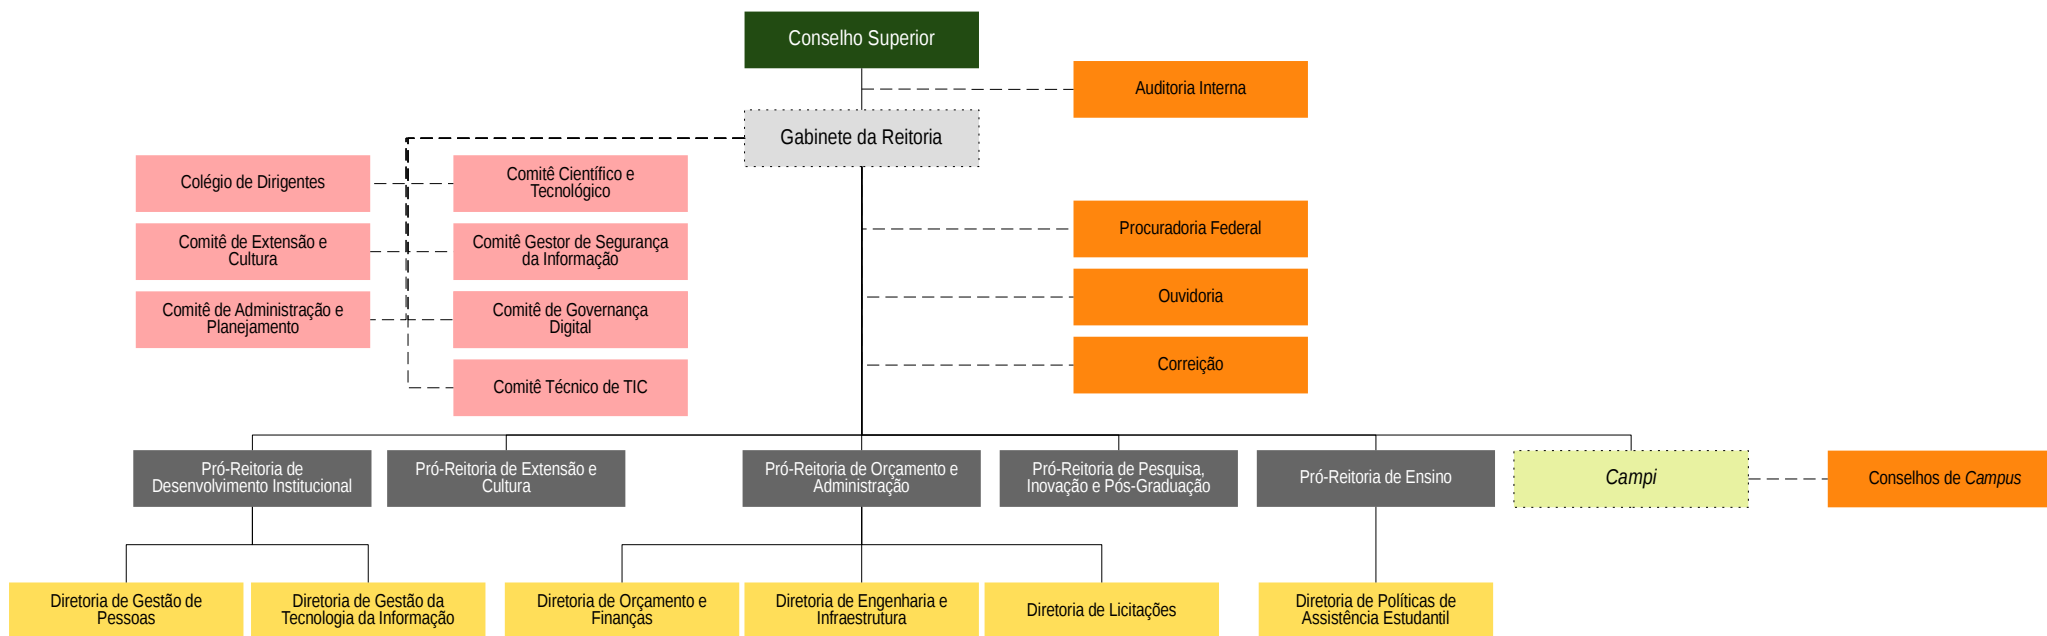 Conselho Superior
Auditoria Interna
Gabinete da Reitoria
Colégio de Dirigentes
Comitê Científico e
Tecnológico
Comitê de Extensão e
Cultura
Comitê Gestor de Segurança
da Informação
Comitê de Administração e
Planejamento
Comitê de Governança
Digital
Comitê Técnico de TIC
Procuradoria Federal
Ouvidoria
Correição
Pró-Reitoria de
Desenvolvimento Institucional
Pró-Reitoria de Extensão e
Cultura
Pró-Reitoria de Orçamento e
Administração
Pró-Reitoria de Pesquisa,
Inovação e Pós-Graduação
Pró-Reitoria de Ensino
Campi
Conselhos de Campus
Diretoria de Gestão de
Pessoas
Diretoria de Gestão da
Tecnologia da Informação
Diretoria de Orçamento e
Finanças
Diretoria de Engenharia e
Infraestrutura
Diretoria de Licitações
Diretoria de Políticas de
Assistência Estudantil